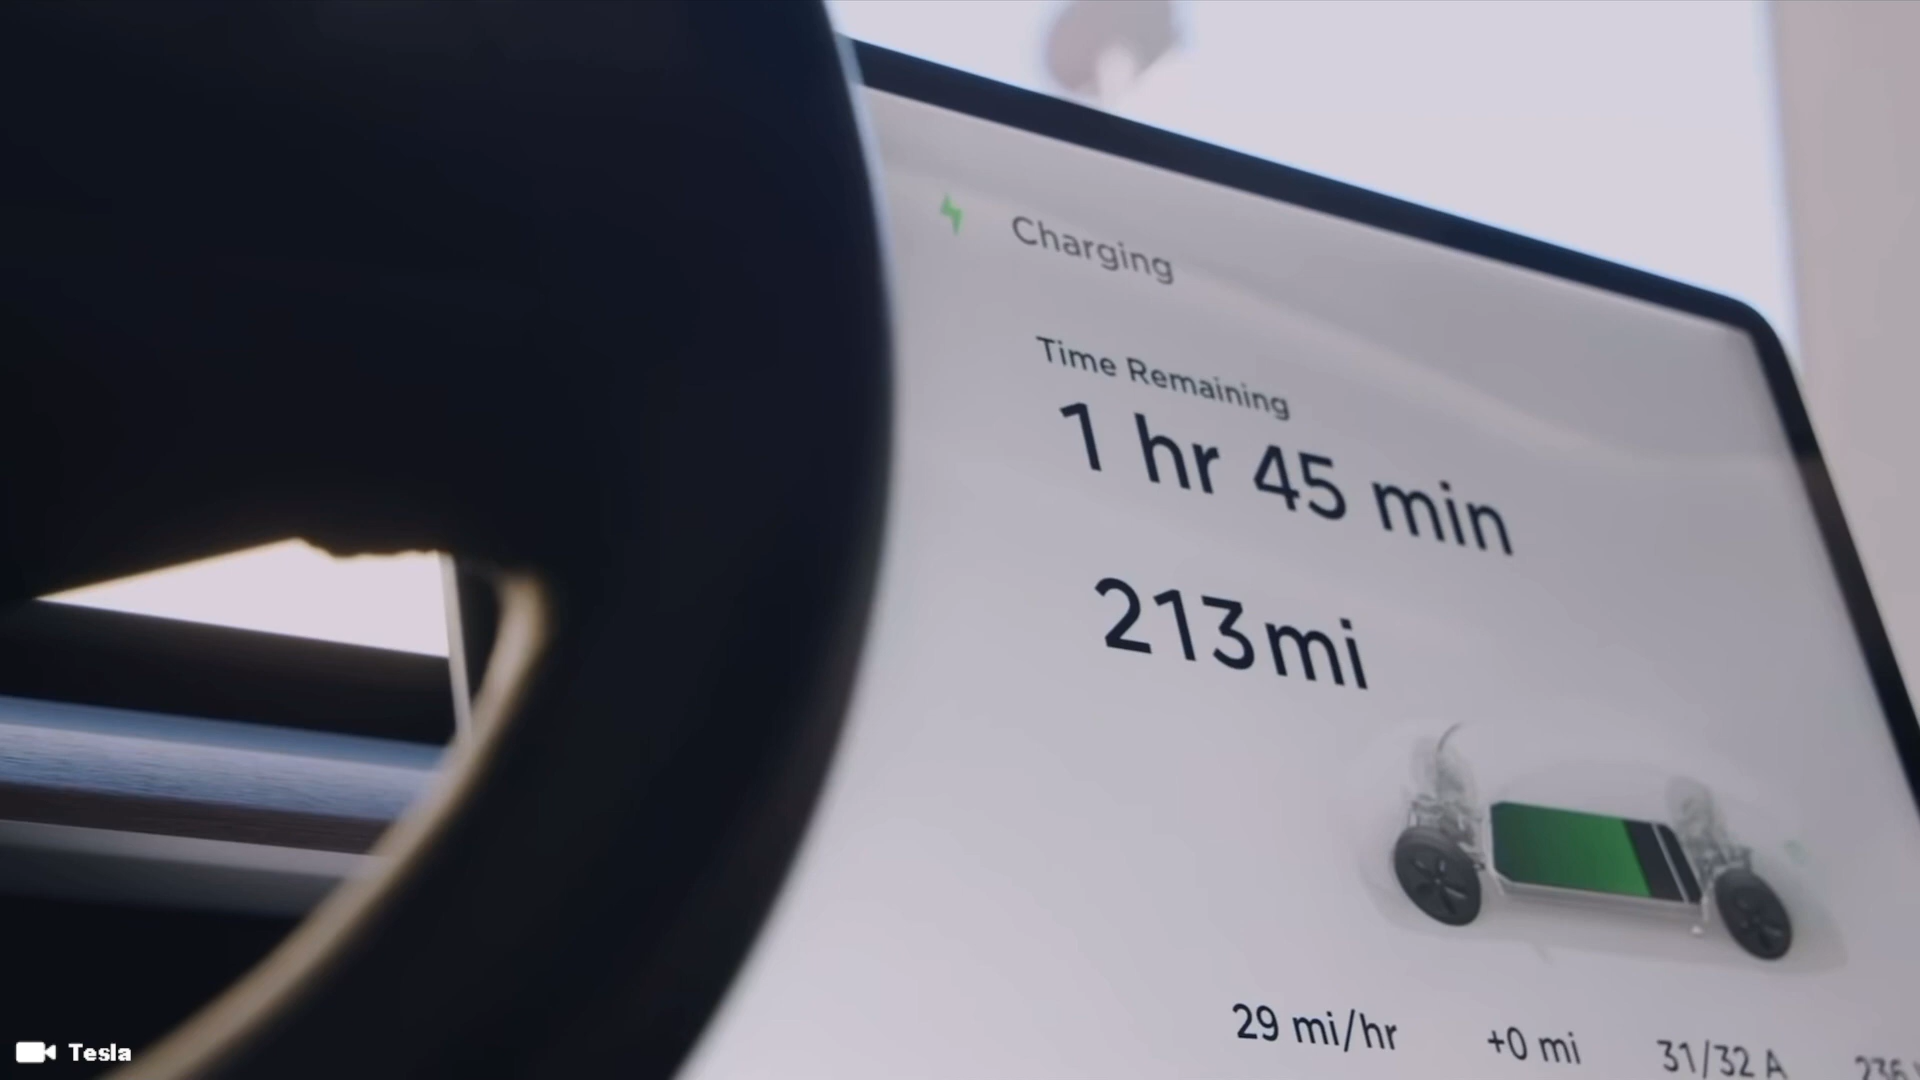 Charging
Time Remaining
1 hr 45 min
213 mi
29 mi/hr +0 mi 31/32 A
Tesla